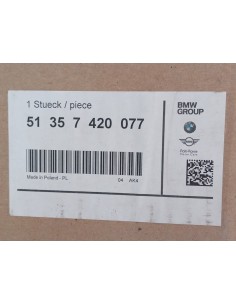 1 Stueck / piece
51 35 7 420 077
Made in Poland - PL
04
BMW
GROUP